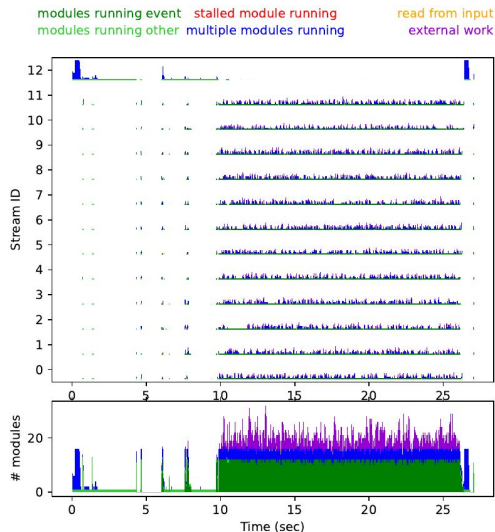 modules running event stalled module running read from input
modules running other multiple modules running external work
12
11
10
9
8
7
6
5
4
3
2
1
0
Stream ID
0 5 10 15 20 25
20
0
# modules
0 5 10 15 20 25
Time (sec)